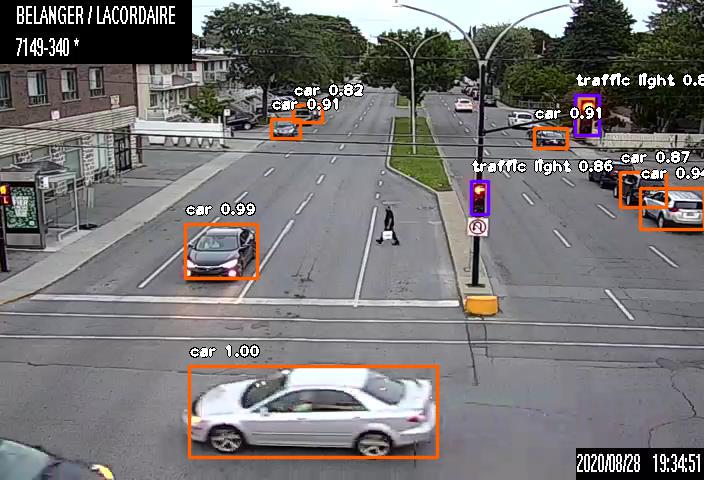 BELANGER / LACORDAIRE
7149-340 *
traffic light 0.8
car 0.82
car 0.91
car 0.91
car 0.87
traffic light 0.86
car 0.94
car 0.99
car 1.00
2020/08/28 19:34:51